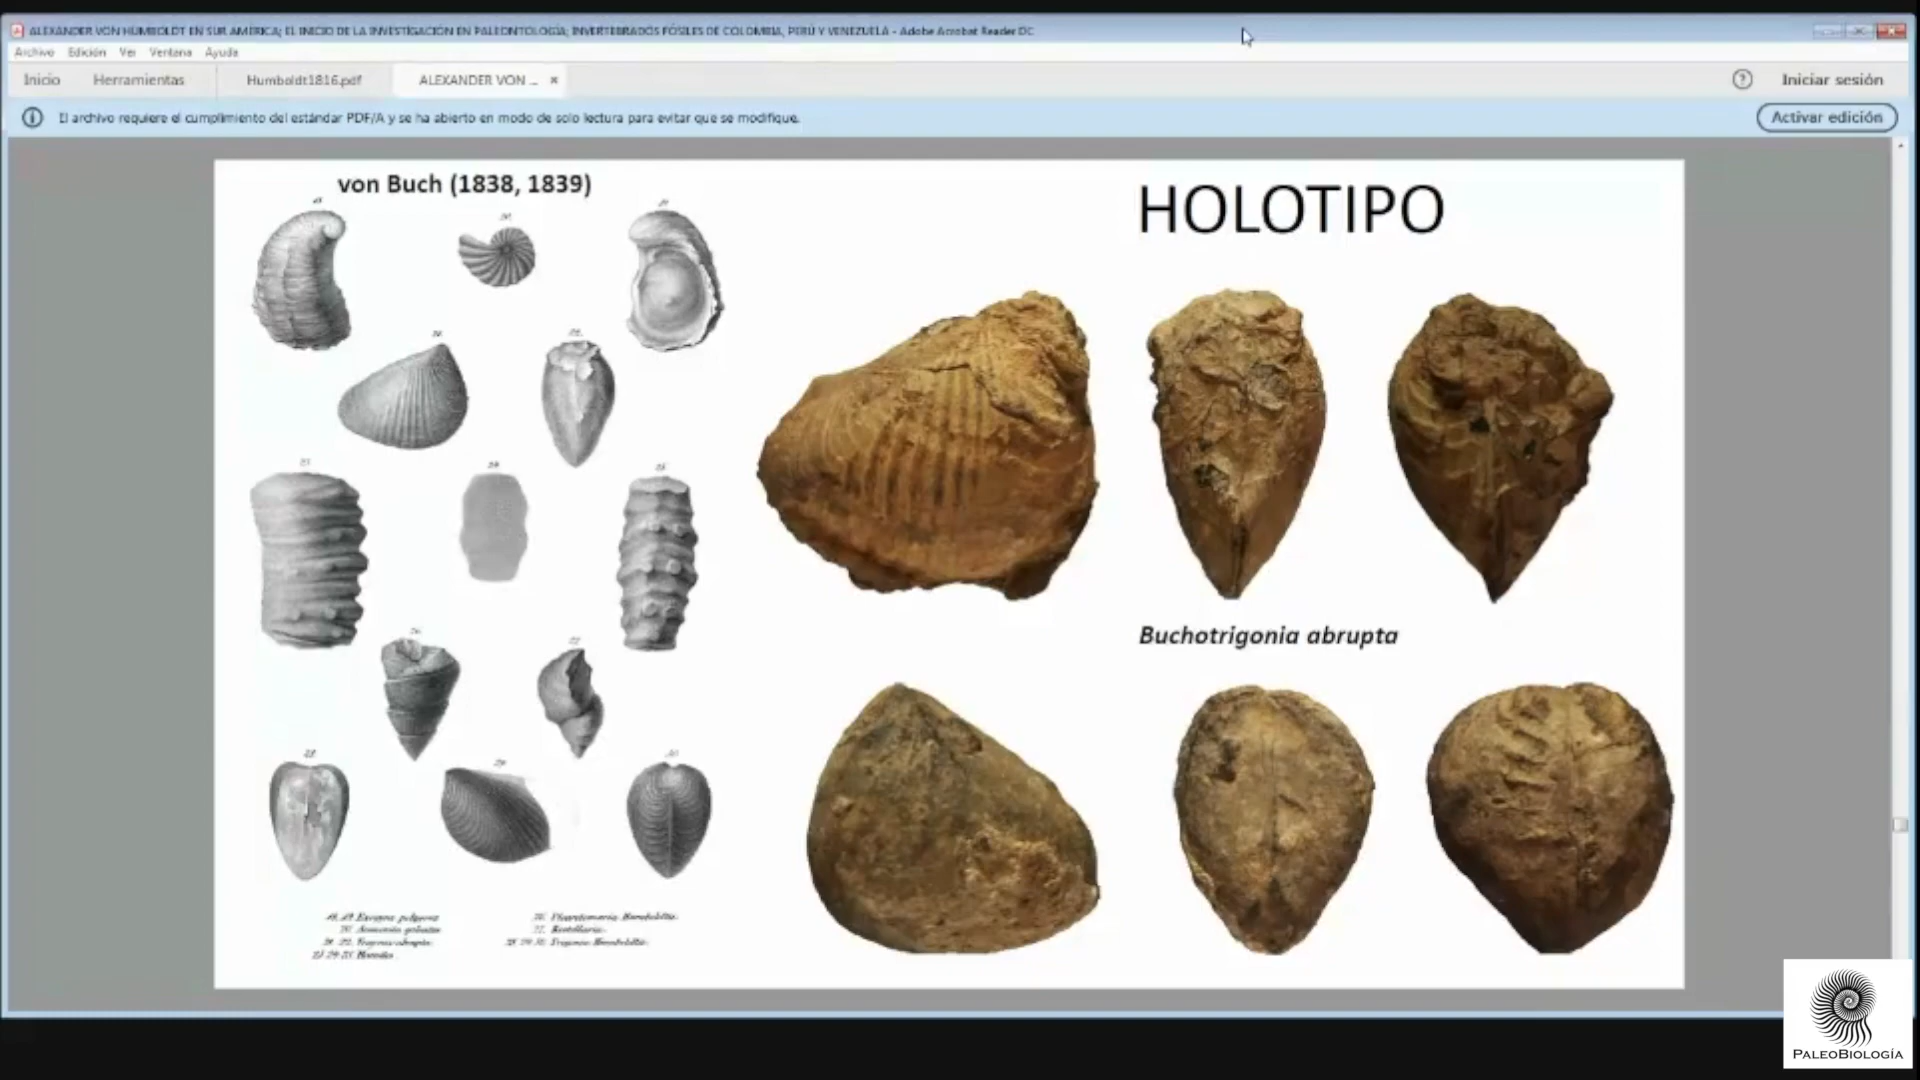 ALEXANDER VON HUMBOLDT EN SUR AMERICA; EL INICIO DE LA INVESTIGACIÓN EN PALEONTOLOGÍA; INVERTEBRADOS FÓSILES DE COLOMBIA, PERÚ Y VENEZUELA - Adobe Acrobat Reader DC
Archivo Edición Ver Ventana Ayuda
Inicio Herramientas Humboldt1816.pdf ALEXANDER VON ... × Iniciar sesión
El archivo requiere el cumplimiento del estándar PDF/A y se ha abierto en modo de solo lectura para evitar que se modifique. Activar edición
von Buch (1838, 1839)
HOLOTIPO
Buchotrigonia abrupta
PALEOBIOLOGÍA